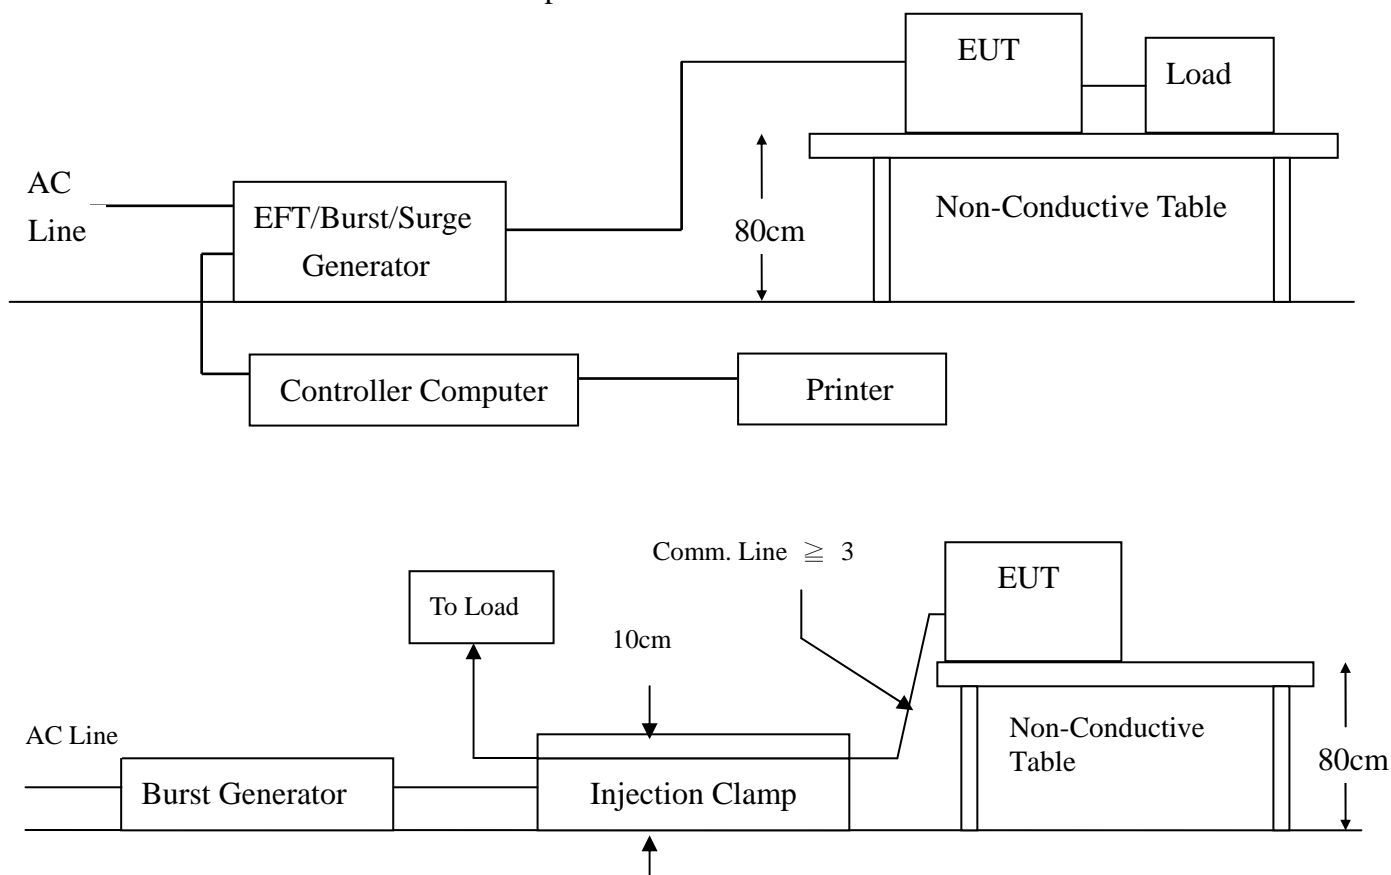 EUT
Load
AC
Line
EFT/Burst/Surge
Generator
80cm
Non-Conductive Table
Controller Computer
Printer
Comm. Line ≧ 3
EUT
To Load
10cm
AC Line
Non-Conductive
Table
80cm
Burst Generator
Injection Clamp